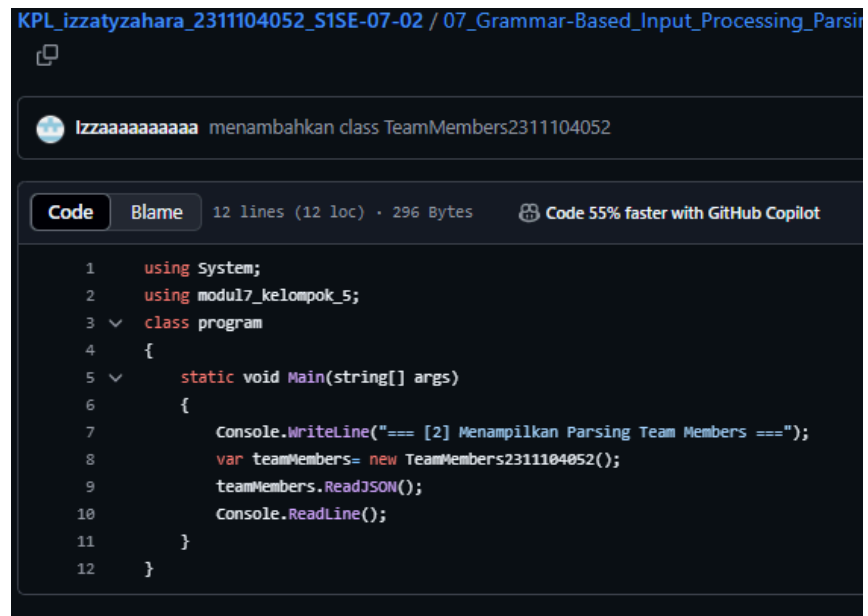 KPL_izzatyzahara_2311104052_S1SE-07-02 / 07_Grammar-Based_Input_Processing_Parsin
Izzaaaaaaaaaa menambahkan class TeamMembers2311104052
Code Blame 12 lines (12 loc) · 296 Bytes Code 55% faster with GitHub Copilot
1 using System;
2 using modul7_kelompok_5;
3 class program
4 {
5 static void Main(string[] args)
6 {
7 Console.WriteLine("=== [2] Menampilkan Parsing Team Members ===");
8 var teamMembers= new TeamMembers2311104052();
9 teamMembers.ReadJSON();
10 Console.ReadLine();
11 }
12 }